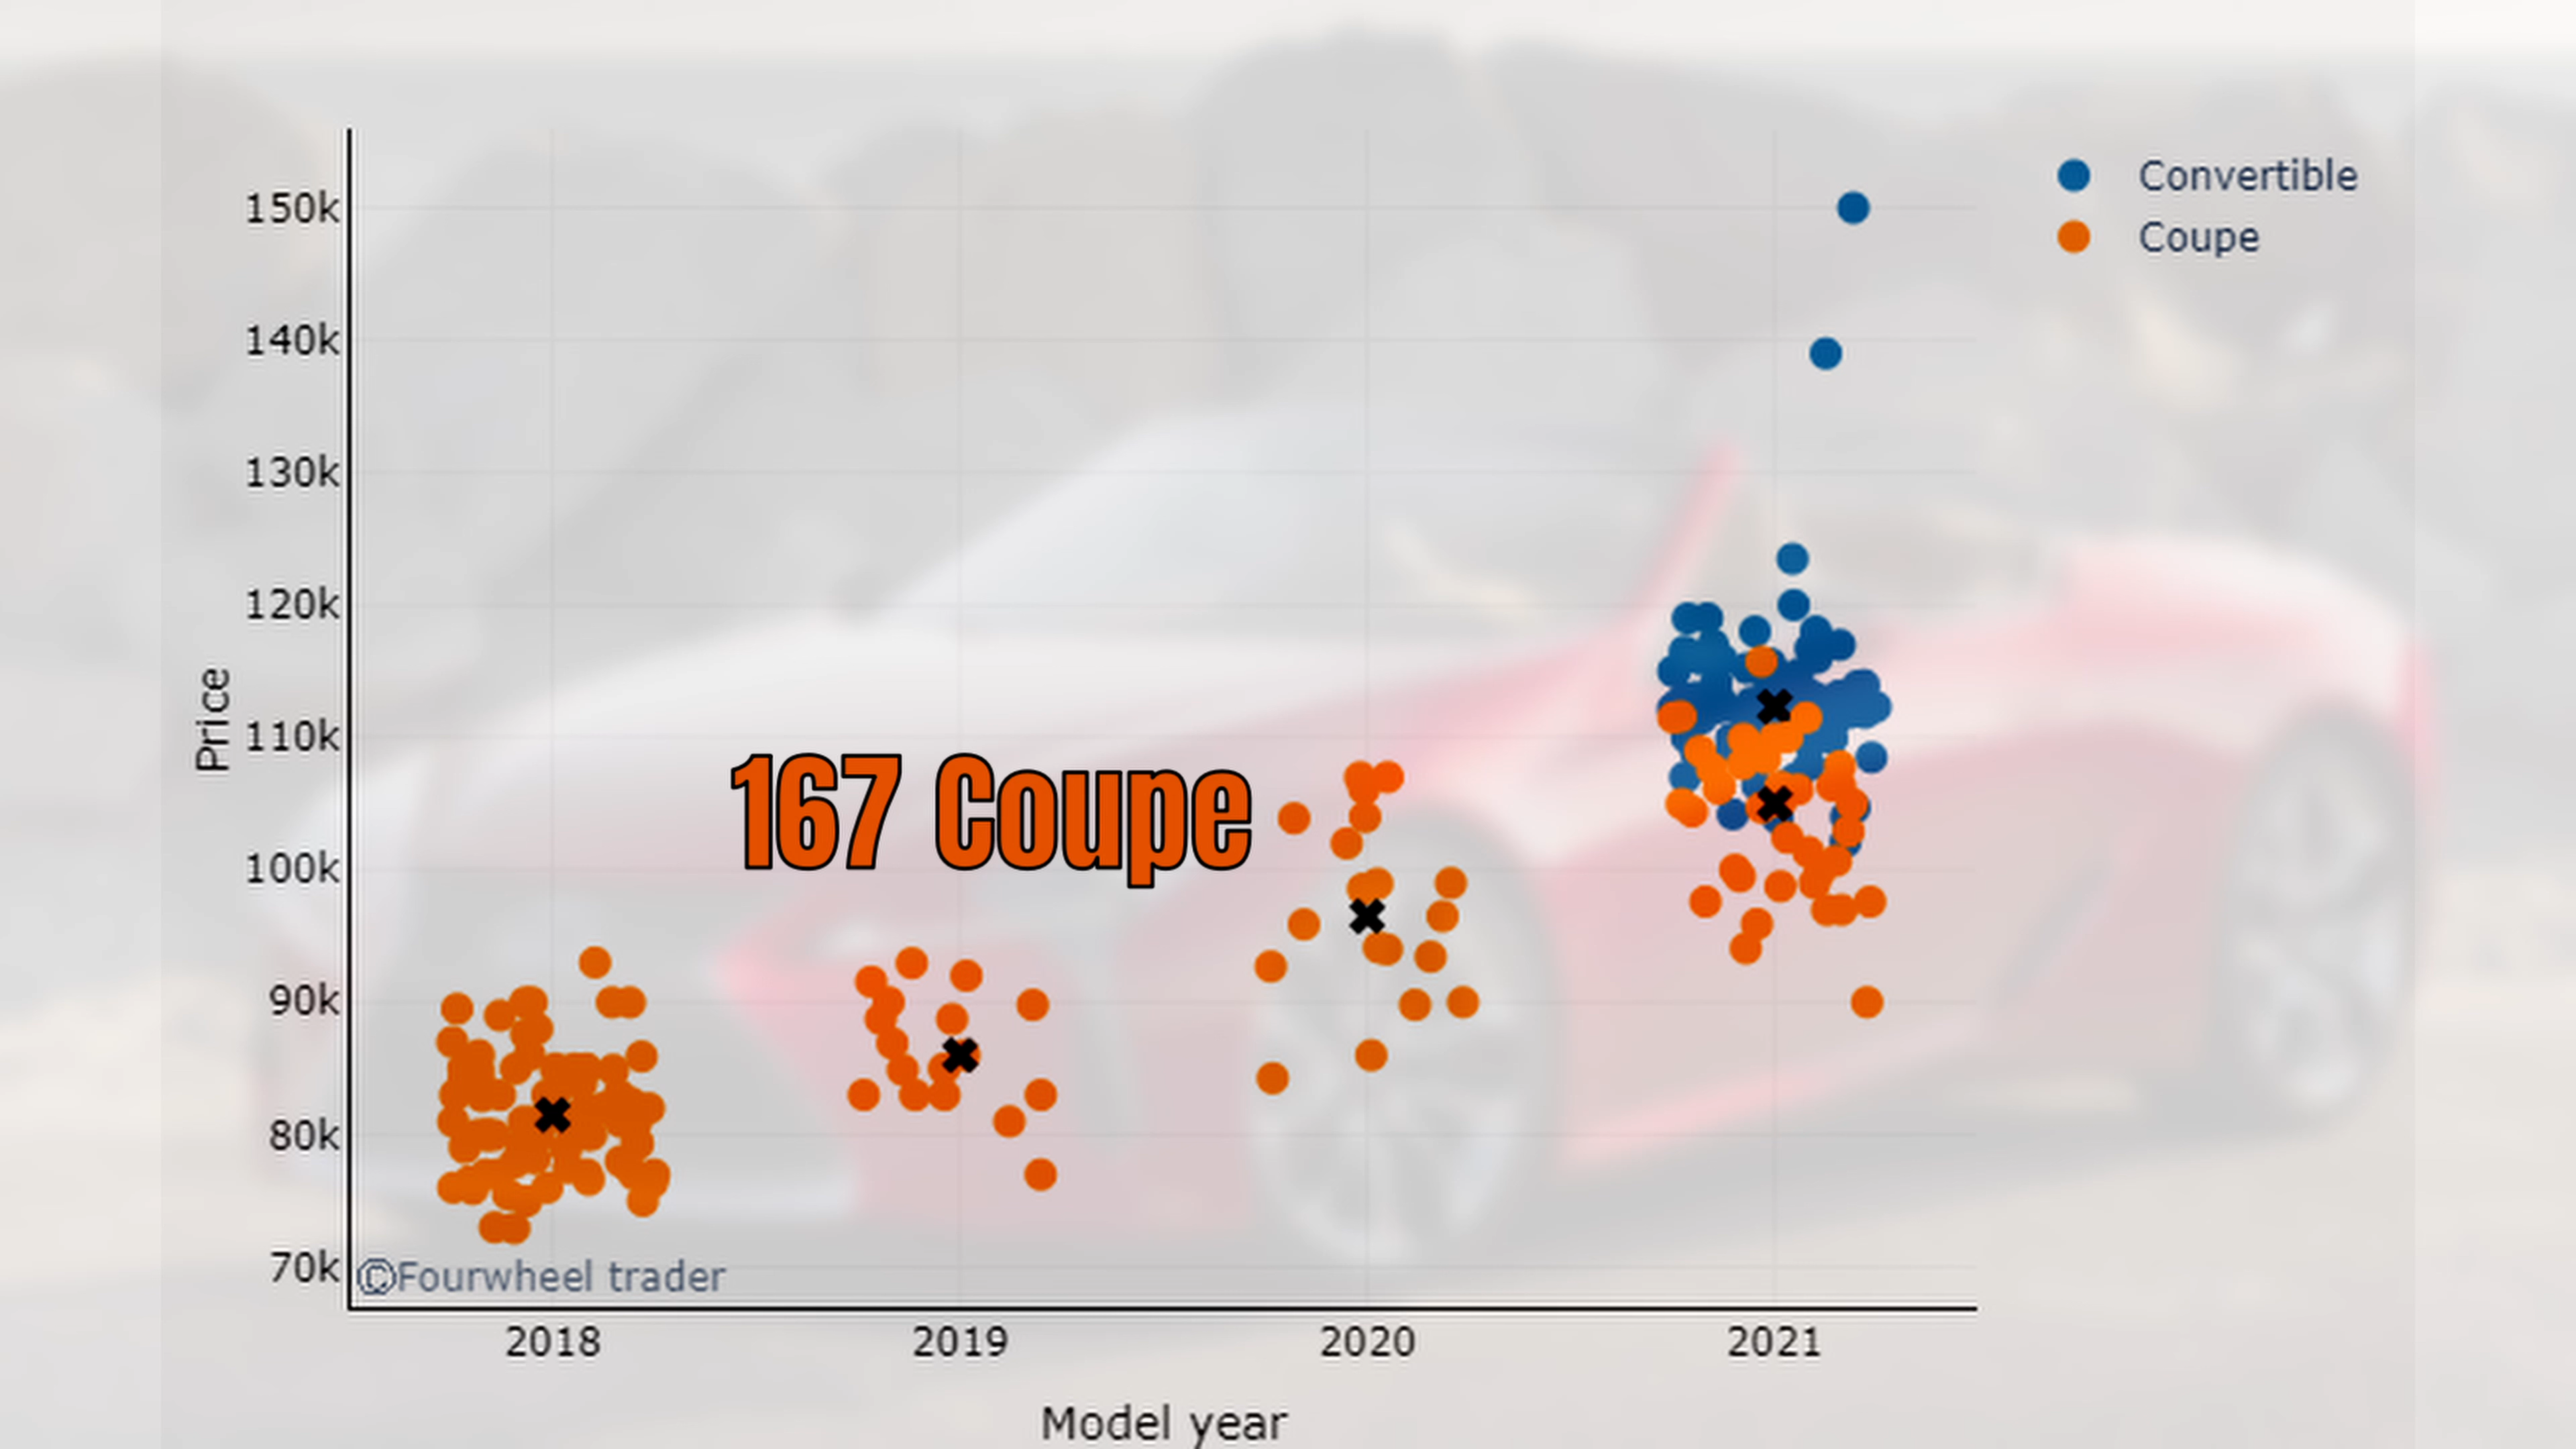 Convertible
Coupe
150k
140k
130k
120k
110k
100k
90k
80k
70k
Price
167 Coupe
©Fourwheel trader
2018 2019 2020 2021
Model year